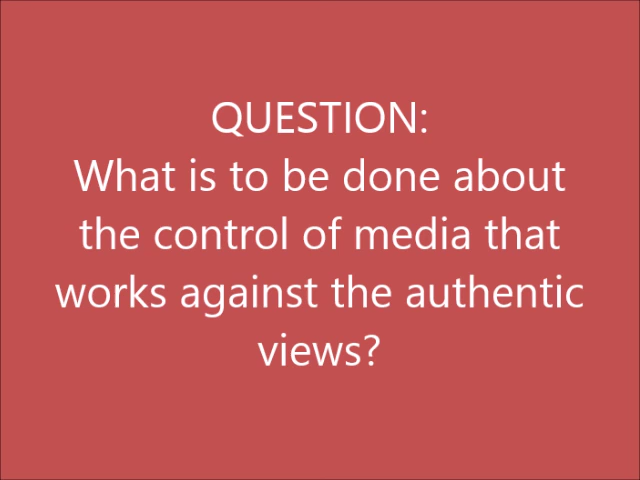 QUESTION:
What is to be done about
the control of media that
works against the authentic
views?